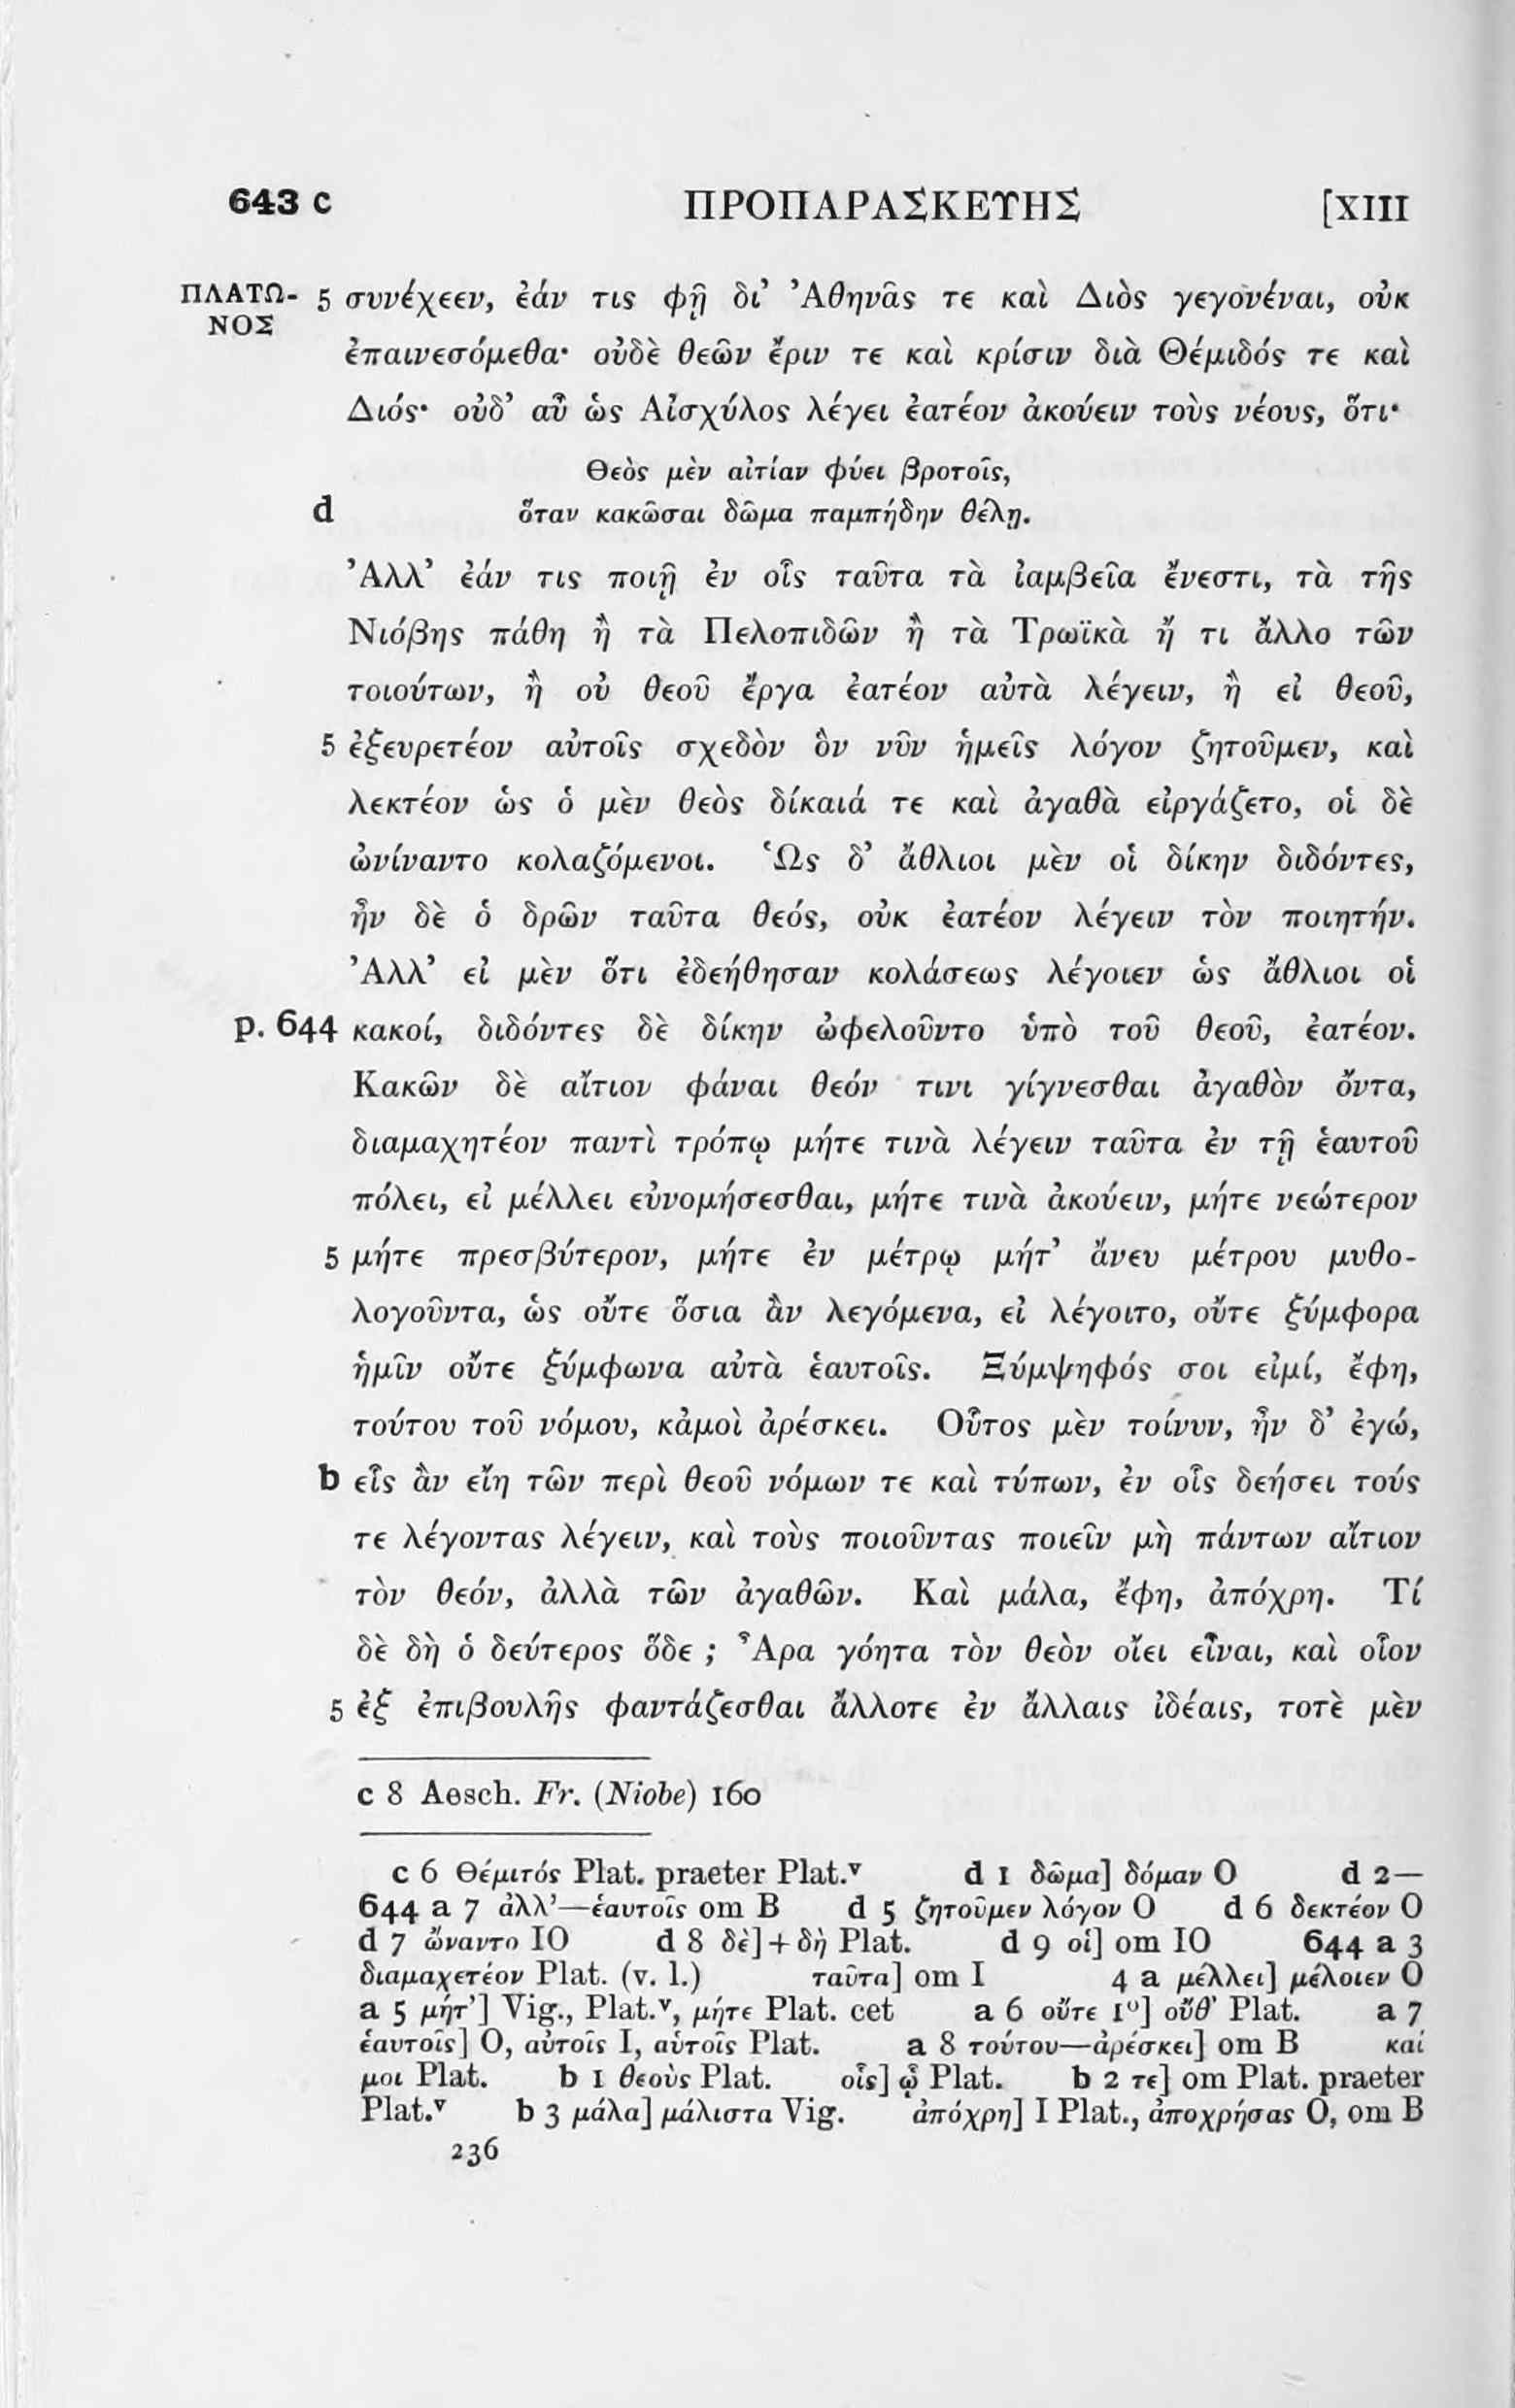 643 c ΠΡΟΠΑΡΑΣΚΕΥΗΣ [XIII
ΠΛΑΤΩ- 5 συνέχεεν, ἐάν τις φῇ δι’ Ἀθηνᾶς τε καὶ Διὸς γεγονέναι, οὐκ
ΝΟΣ
ἐπαινεσόμεθα· οὐδὲ θεῶν ἔριν τε καὶ κρίσιν διὰ Θέμιδός τε καὶ
Διός· οὐδ’ αὖ ὡς Αἰσχύλος λέγει ἐατέον ἀκούειν τοὺς νέους, ὅτι·
Θεὸς μὲν αἰτίαν φύει βροτοῖς,
d ὅταν κακῶσαι δῶμα παμπήδην θέλῃ.
Ἀλλ’ ἐάν τις ποιῇ ἐν οἷς ταῦτα τὰ ἰαμβεῖα ἔνεστι, τὰ τῆς
Νιόβης πάθη ἢ τὰ Πελοπιδῶν ἢ τὰ Τρωϊκὰ ἤ τι ἄλλο τῶν
τοιούτων, ἢ οὐ θεοῦ ἔργα ἐατέον αὐτὰ λέγειν, ἢ εἰ θεοῦ,
5 ἐξευρετέον αὐτοῖς σχεδὸν ὃν νῦν ἡμεῖς λόγον ζητοῦμεν, καὶ
λεκτέον ὡς ὁ μὲν θεὸς δίκαιά τε καὶ ἀγαθὰ εἰργάζετο, οἱ δὲ
ὠνίναντο κολαζόμενοι. Ὡς δ’ ἄθλιοι μὲν οἱ δίκην διδόντες,
ἦν δὲ ὁ δρῶν ταῦτα θεός, οὐκ ἐατέον λέγειν τὸν ποιητήν.
Ἀλλ’ εἰ μὲν ὅτι ἐδεήθησαν κολάσεως λέγοιεν ὡς ἄθλιοι οἱ
p. 644 κακοί, διδόντες δὲ δίκην ὠφελοῦντο ὑπὸ τοῦ θεοῦ, ἐατέον.
Κακῶν δὲ αἴτιον φάναι θεόν τινι γίγνεσθαι ἀγαθὸν ὄντα,
διαμαχητέον παντὶ τρόπῳ μήτε τινὰ λέγειν ταῦτα ἐν τῇ ἑαυτοῦ
πόλει, εἰ μέλλει εὐνομήσεσθαι, μήτε τινὰ ἀκούειν, μήτε νεώτερον
5 μήτε πρεσβύτερον, μήτε ἐν μέτρῳ μήτ’ ἄνευ μέτρου μυθο-
λογοῦντα, ὡς οὔτε ὅσια ἂν λεγόμενα, εἰ λέγοιτο, οὔτε ξύμφορα
ἡμῖν οὔτε ξύμφωνα αὐτὰ ἑαυτοῖς. Ξύμψηφός σοι εἰμί, ἔφη,
τούτου τοῦ νόμου, κἀμοὶ ἀρέσκει. Οὗτος μὲν τοίνυν, ἦν δ’ ἐγώ,
b εἷς ἂν εἴη τῶν περὶ θεοῦ νόμων τε καὶ τύπων, ἐν οἷς δεήσει τούς
τε λέγοντας λέγειν, καὶ τοὺς ποιοῦντας ποιεῖν μὴ πάντων αἴτιον
τὸν θεόν, ἀλλὰ τῶν ἀγαθῶν. Καὶ μάλα, ἔφη, ἀπόχρη. Τί
δὲ δὴ ὁ δεύτερος ὅδε ; Ἆρα γόητα τὸν θεὸν οἴει εἶναι, καὶ οἷον
5 ἐξ ἐπιβουλῆς φαντάζεσθαι ἄλλοτε ἐν ἄλλαις ἰδέαις, τοτὲ μὲν
c 8 Aesch. Fr. (Niobe) 160
c 6 Θέμιτός Plat. praeter Plat.ᵛ d 1 δῶμα] δόμαν O d 2—
644 a 7 ἀλλ’—ἑαυτοῖς om B d 5 ζητοῦμεν λόγον O d 6 δεκτέον O
d 7 ὤναντο IO d 8 δὲ] + δὴ Plat. d 9 οἱ] om IO 644 a 3
διαμαχετέον Plat. (v. l.) ταῦτα] om I 4 a μέλλει] μέλοιεν O
a 5 μήτ’] Vig., Plat.ᵛ, μήτε Plat. cet a 6 οὔτε 1⁰] οὔθ’ Plat. a 7
ἑαυτοῖς] O, αὐτοῖς I, αὑτοῖς Plat. a 8 τούτου—ἀρέσκει] om B καί
μοι Plat. b 1 θεοὺς Plat. οἷς] ᾧ Plat. b 2 τε] om Plat. praeter
Plat.ᵛ b 3 μάλα] μάλιστα Vig. ἀπόχρη] I Plat., ἀποχρήσας O, om B
236